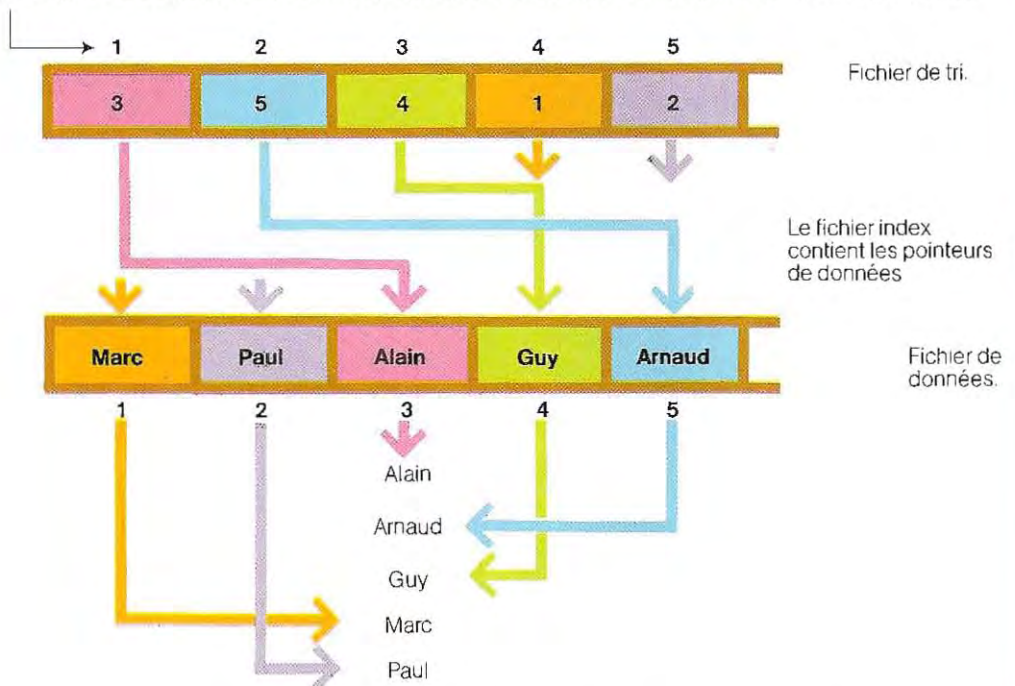 1 2 3 4 5
Fichier de tri.
3 5 4 1 2
Le fichier index
contient les pointeurs
de données
Marc Paul Alain Guy Arnaud
Fichier de
données.
1 2 3 4 5
Alain
Arnaud
Guy
Marc
Paul